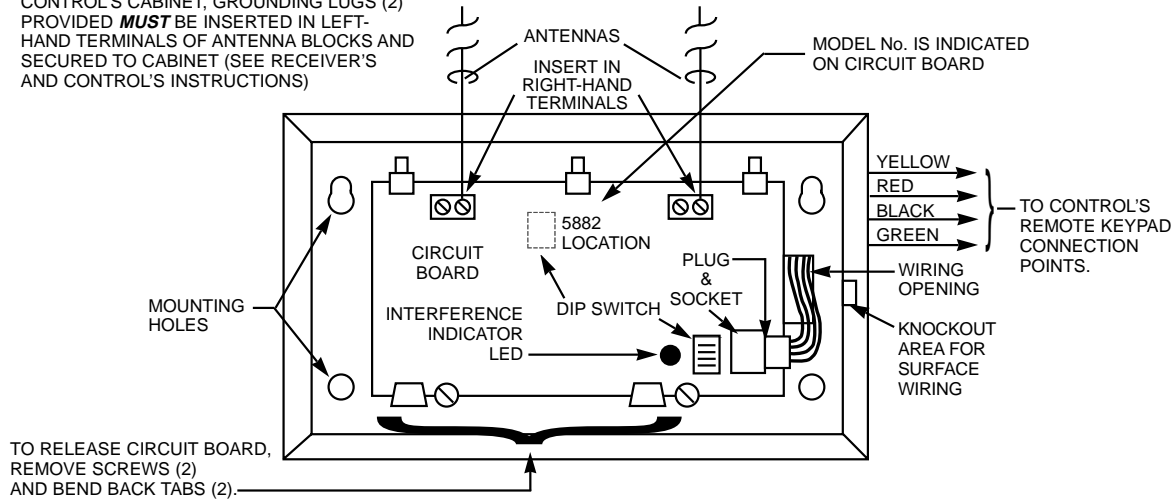 CONTROL'S CABINET, GROUNDING LUGS (2)
PROVIDED MUST BE INSERTED IN LEFT-
HAND TERMINALS OF ANTENNA BLOCKS AND
SECURED TO CABINET (SEE RECEIVER'S
AND CONTROL'S INSTRUCTIONS)
ANTENNAS
INSERT IN
RIGHT-HAND
TERMINALS
MODEL No. IS INDICATED
ON CIRCUIT BOARD
YELLOW
RED
BLACK
GREEN
TO CONTROL'S
REMOTE KEYPAD
CONNECTION
POINTS.
5882
LOCATION
CIRCUIT
BOARD
PLUG
&
SOCKET
WIRING
OPENING
MOUNTING
HOLES
DIP SWITCH
INTERFERENCE
INDICATOR
LED
KNOCKOUT
AREA FOR
SURFACE
WIRING
TO RELEASE CIRCUIT BOARD,
REMOVE SCREWS (2)
AND BEND BACK TABS (2).